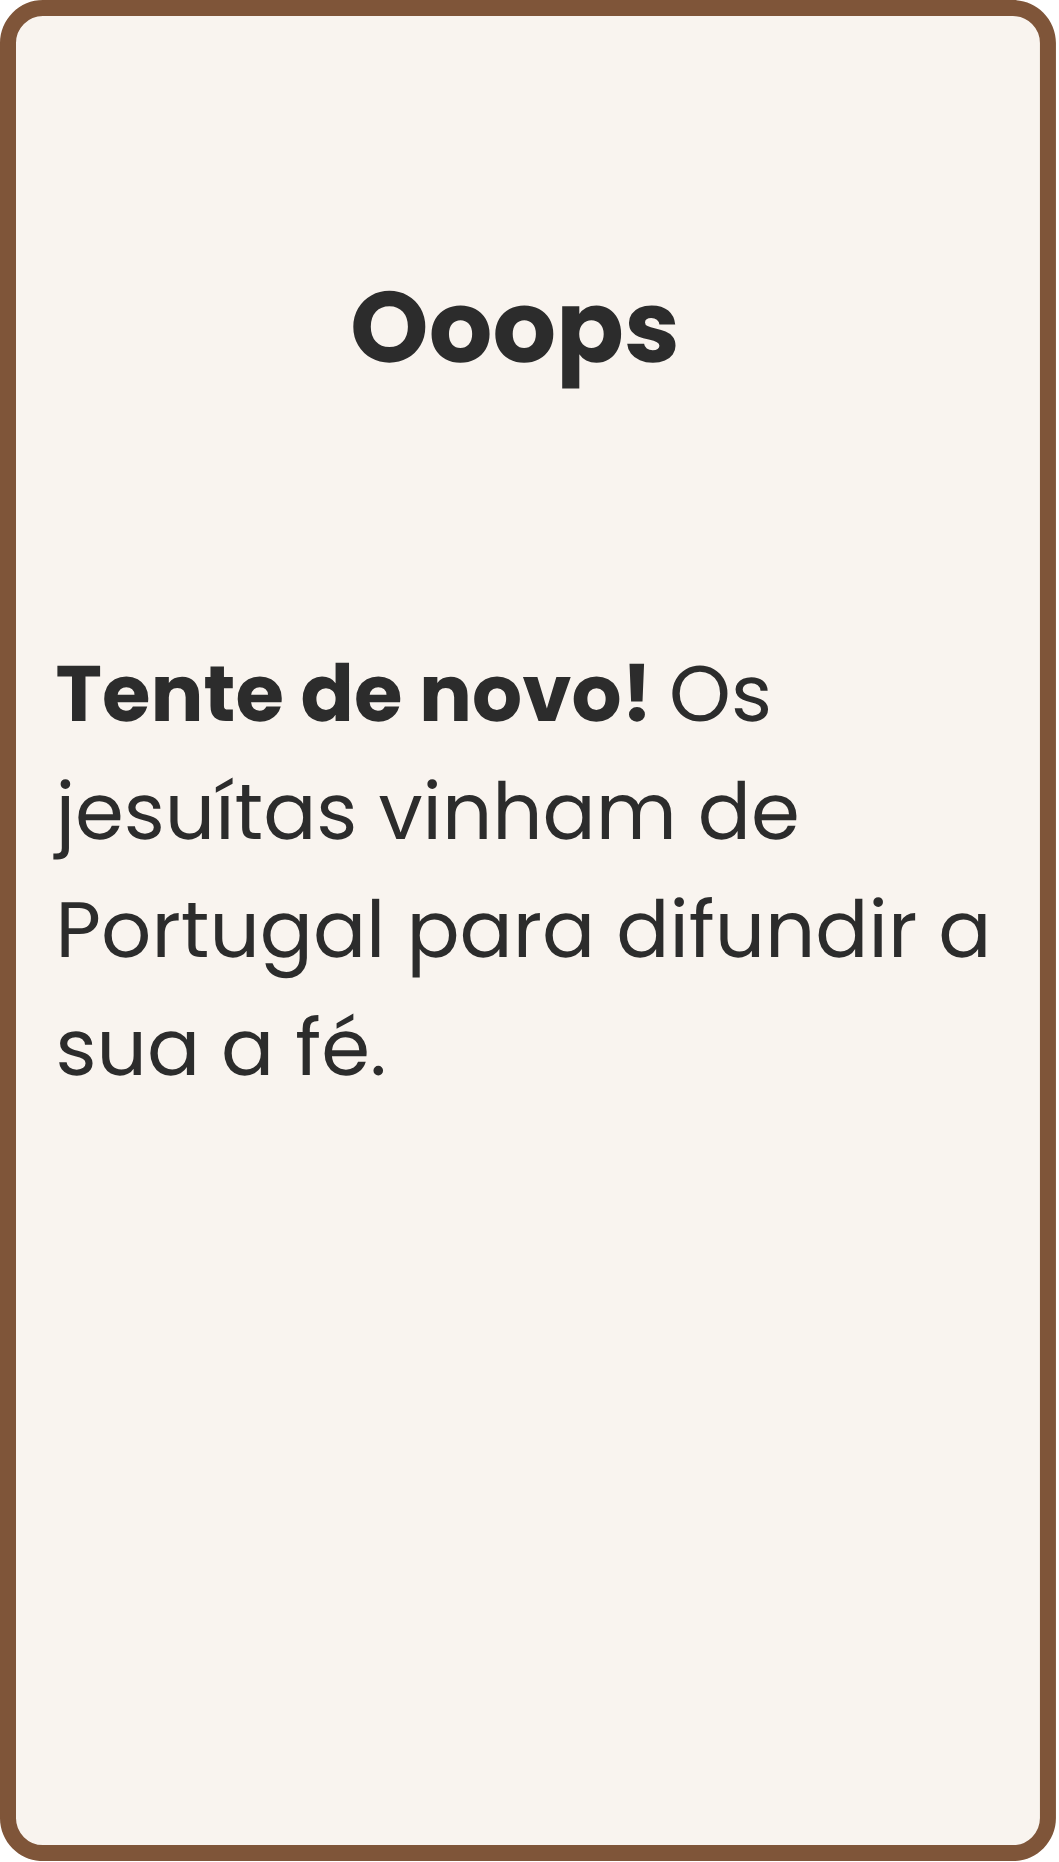 Ooops
Tente de novo! Os
jesuítas vinham de
Portugal para difundir a
sua a fé.